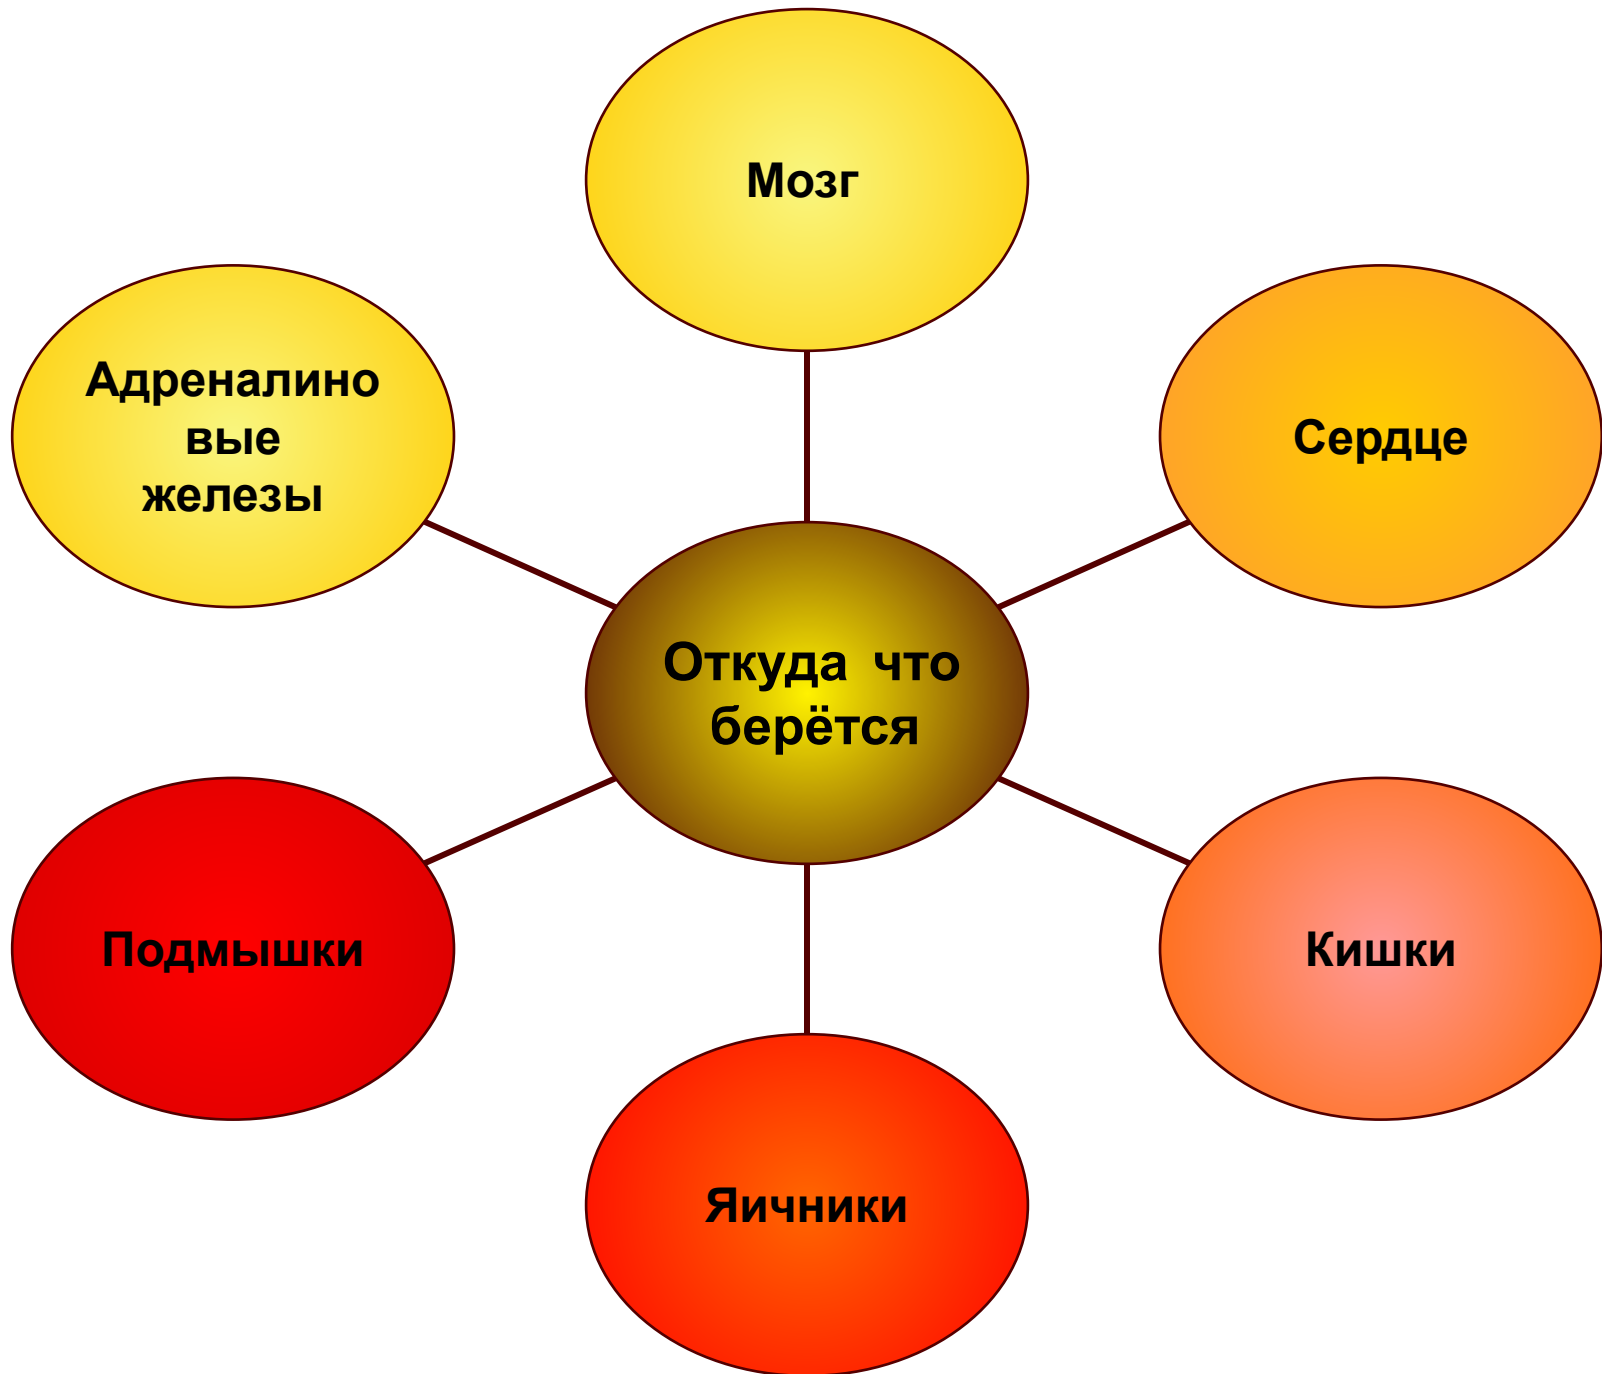 Мозг
Адреналино
вые
железы
Сердце
Откуда что
берётся
Подмышки
Кишки
Яичники